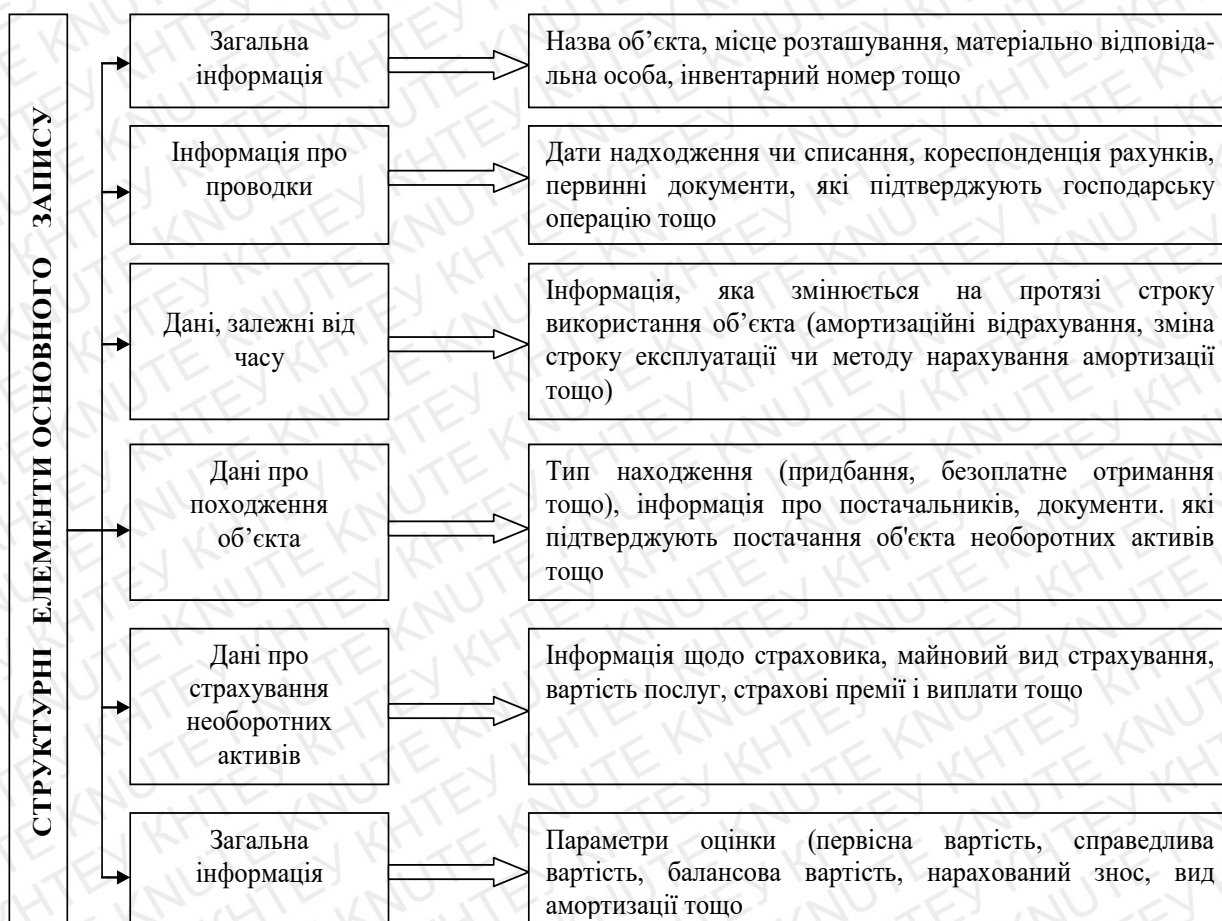 СТРУКТУРНІ ЕЛЕМЕНТИ ОСНОВНОГО ЗАПИСУ
Загальна
інформація
Назва об’єкта, місце розташування, матеріально відповіда-
льна особа, інвентарний номер тощо
Інформація про
проводки
Дати надходження чи списання, кореспонденція рахунків,
первинні документи, які підтверджують господарську
операцію тощо
Дані, залежні від
часу
Інформація, яка змінюється на протязі строку
використання об’єкта (амортизаційні відрахування, зміна
строку експлуатації чи методу нарахування амортизації
тощо)
Дані про
походження
об’єкта
Тип находження (придбання, безоплатне отримання
тощо), інформація про постачальників, документи. які
підтверджують постачання об'єкта необоротних активів
тощо
Дані про
страхування
необоротних
активів
Інформація щодо страховика, майновий вид страхування,
вартість послуг, страхові премії і виплати тощо
Загальна
інформація
Параметри оцінки (первісна вартість, справедлива
вартість, балансова вартість, нарахований знос, вид
амортизації тощо